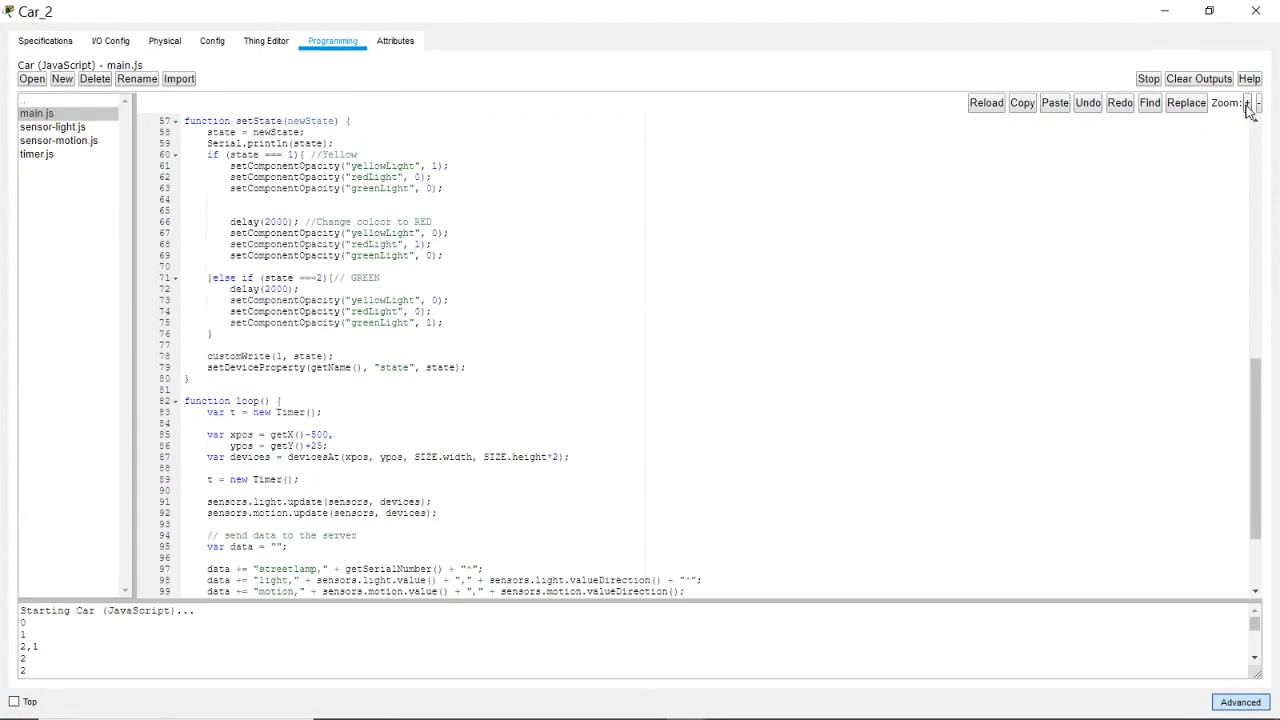 Car_2
Specifications I/O Config Physical Config Thing Editor Programming Attributes
Car (JavaScript) - main.js
Open New Delete Rename Import Stop Clear Outputs Help
Reload Copy Paste Undo Redo Find Replace Zoom: + -
..
main.js
sensor-light.js
sensor-motion.js
timer.js
57 function setState(newState) {
58 state = newState;
59 Serial.println(state);
60 if (state === 1){ //Yellow
61 setComponentOpacity("yellowLight", 1);
62 setComponentOpacity("redLight", 0);
63 setComponentOpacity("greenLight", 0);
64
65
66 delay(2000); //Change colcor to RED
67 setComponentOpacity("yellowLight", 0);
68 setComponentOpacity("redLight", 1);
69 setComponentOpacity("greenLight", 0);
70
71 }else if (state ===2){// GREEN
72 delay(2000);
73 setComponentOpacity("yellowLight", 0);
74 setComponentOpacity("redLight", 0);
75 setComponentOpacity("greenLight", 1);
76 }
77
78 customWrite(1, state);
79 setDeviceProperty(getName(), "state", state);
80 }
81
82 function loop() {
83 var t = new Timer();
84
85 var xpos = getX()-500,
86 ypos = getY()+25;
87 var devices = devicesAt(xpos, ypos, SIZE.width, SIZE.height*2);
88
89 t = new Timer();
90
91 sensors.light.update(sensors, devices);
92 sensors.motion.update(sensors, devices);
93
94 // send data to the server
95 var data = "";
96
97 data += "streetlamp," + getSerialNumber() + "^";
98 data += "light," + sensors.light.value() + "," + sensors.light.valueDirection() + "^";
99 data += "motion," + sensors.motion.value() + "," + sensors.motion.valueDirection();
Starting Car (JavaScript)...
0
1
2,1
2
2
Top
Advanced